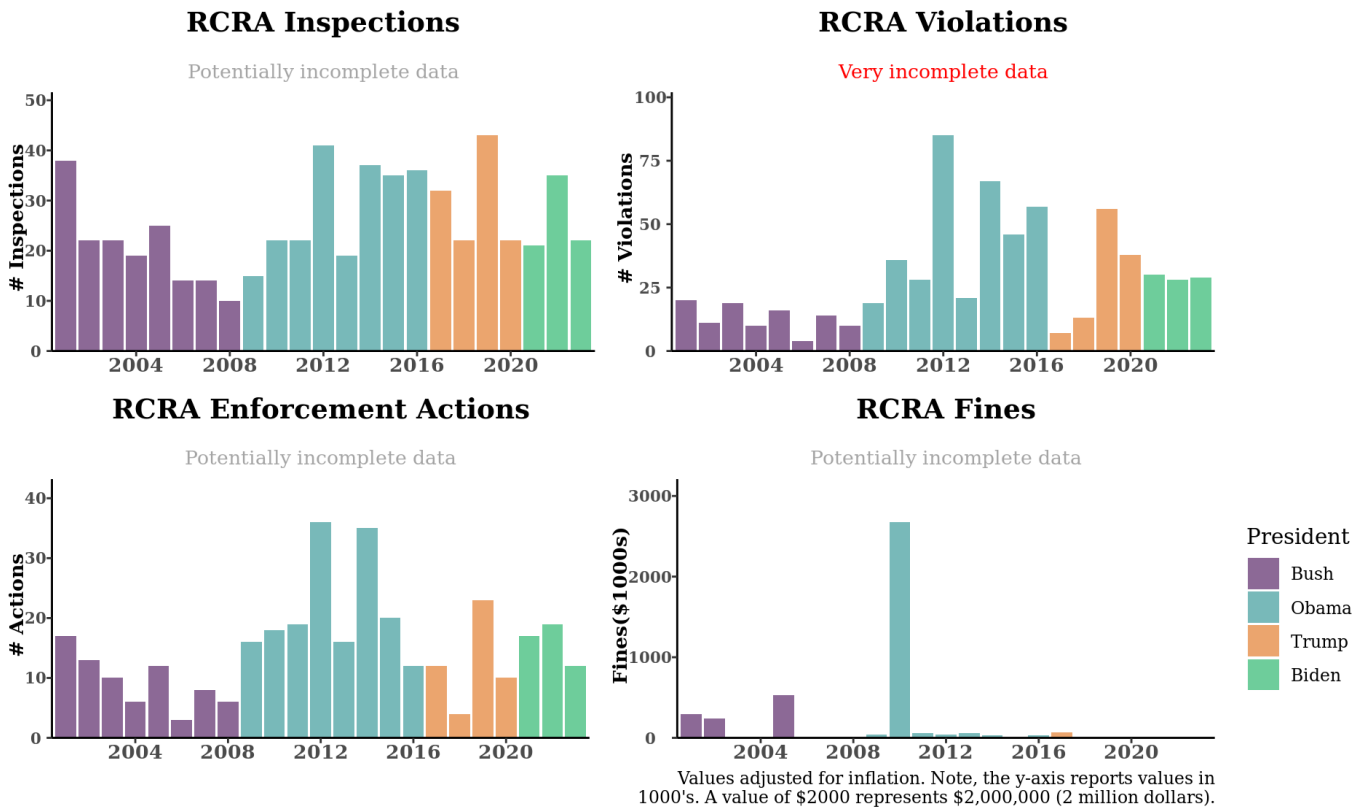 RCRA Inspections
Potentially incomplete data
# Inspections
50
40
30
20
10
0
2004 2008 2012 2016 2020
RCRA Violations
Very incomplete data
# Violations
100
75
50
25
0
2004 2008 2012 2016 2020
RCRA Enforcement Actions
Potentially incomplete data
# Actions
40
30
20
10
0
2004 2008 2012 2016 2020
RCRA Fines
Potentially incomplete data
Fines($1000s)
3000
2000
1000
0
2004 2008 2012 2016 2020
Values adjusted for inflation. Note, the y-axis reports values in
1000's. A value of $2000 represents $2,000,000 (2 million dollars).
President
Bush
Obama
Trump
Biden